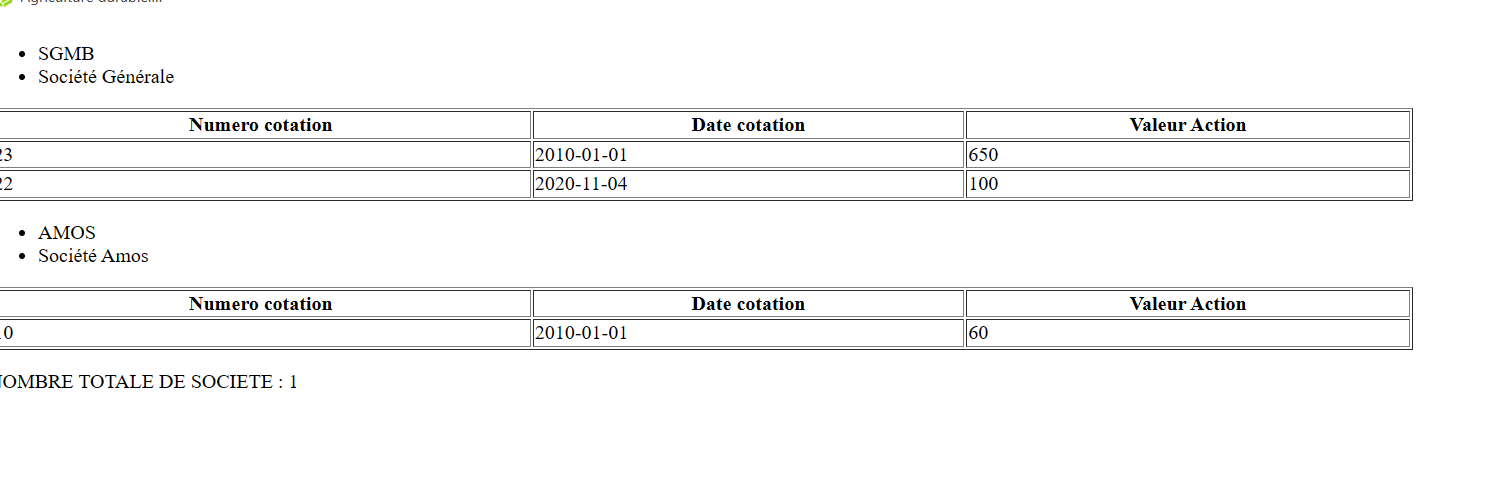 SGMB
Société Générale
Numero cotation Date cotation Valeur Action
23 2010-01-01 650
22 2020-11-04 100
AMOS
Société Amos
Numero cotation Date cotation Valeur Action
10 2010-01-01 60
NOMBRE TOTALE DE SOCIETE : 1